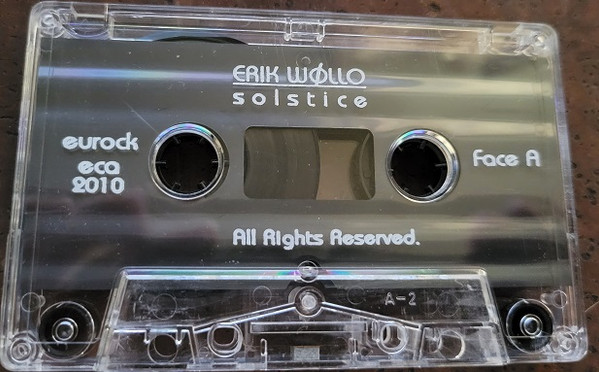 ERIK WØLLO
solstice
eurock
eca
2010
Face A
All Rights Reserved.
A-2